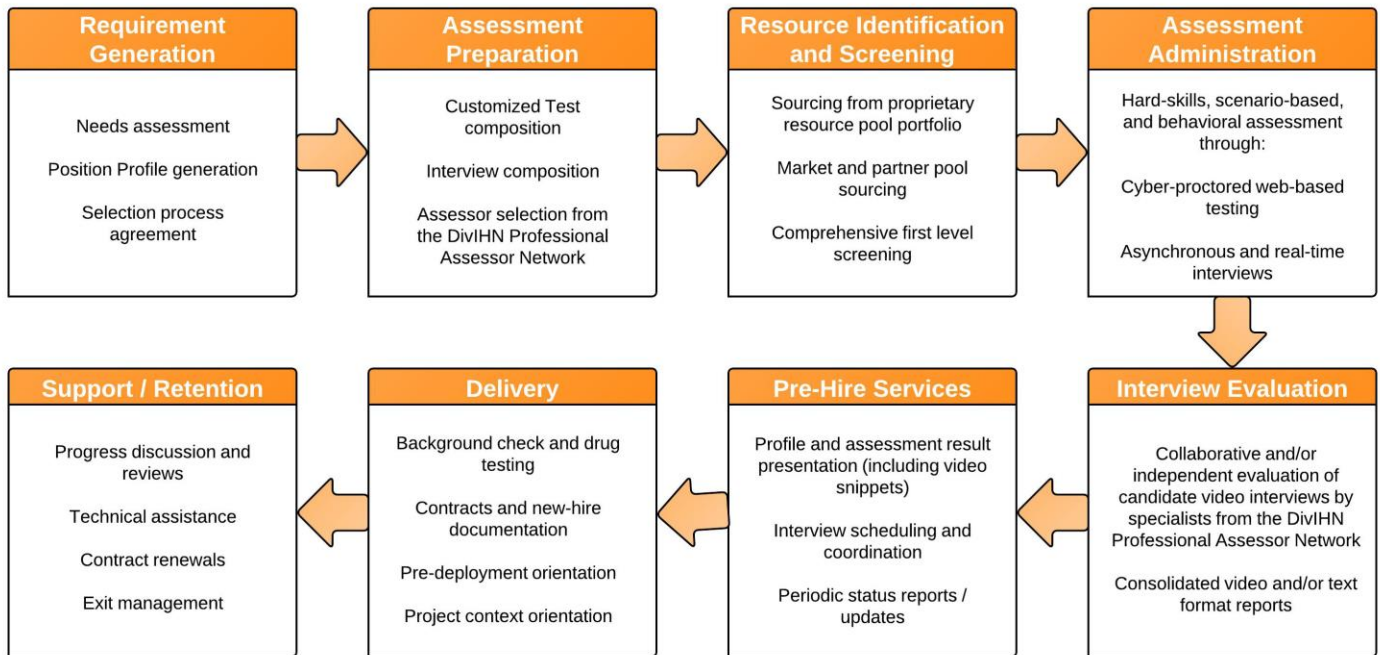 Requirement
Generation
Needs assessment
Position Profile generation
Selection process
agreement
Assessment
Preparation
Customized Test
composition
Interview composition
Assessor selection from
the DivIHN Professional
Assessor Network
Resource Identification
and Screening
Sourcing from proprietary
resource pool portfolio
Market and partner pool
sourcing
Comprehensive first level
screening
Assessment
Administration
Hard-skills, scenario-based,
and behavioral assessment
through:
Cyber-proctored web-based
testing
Asynchronous and real-time
interviews
Interview Evaluation
Collaborative and/or
independent evaluation of
candidate video interviews by
specialists from the DivIHN
Professional Assessor Network
Consolidated video and/or text
format reports
Pre-Hire Services
Profile and assessment result
presentation (including video
snippets)
Interview scheduling and
coordination
Periodic status reports /
updates
Delivery
Background check and drug
testing
Contracts and new-hire
documentation
Pre-deployment orientation
Project context orientation
Support / Retention
Progress discussion and
reviews
Technical assistance
Contract renewals
Exit management